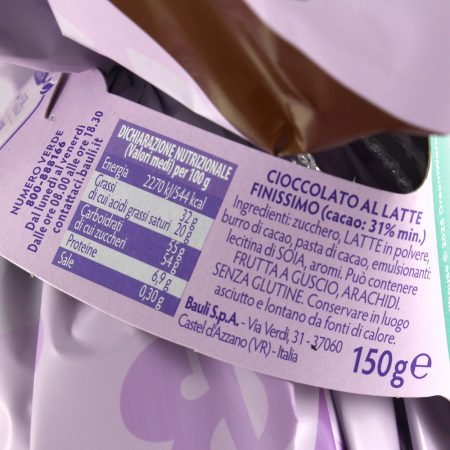 NUMERO VERDE
800-888166
Dal lunedì al venerdì
Dalle ore 08.00 alle ore 18.30
contattaci.bauli.it
DICHIARAZIONE NUTRIZIONALE
(Valori medi) per 100 g
Energia 2270 kJ/544 kcal
Grassi 32 g
di cui acidi grassi saturi 20 g
Carboidrati 55 g
di cui zuccheri 54 g
Proteine 6,9 g
Sale 0,30 g
CIOCCOLATO AL LATTE
FINISSIMO (cacao: 31% min.)
Ingredienti: zucchero, LATTE in polvere,
burro di cacao, pasta di cacao, emulsionanti:
lecitina di SOIA, aromi. Può contenere
FRUTTA A GUSCIO, ARACHIDI.
SENZA GLUTINE. Conservare in luogo
asciutto e lontano da fonti di calore.
Bauli S.p.A. - Via Verdi, 31 - 37060
Castel d'Azzano (VR) - Italia
150g e